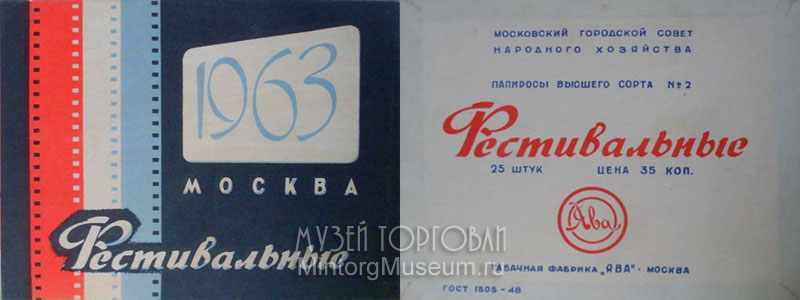 1963
МОСКВА
Фестивальные
МОСКОВСКИЙ ГОРОДСКОЙ СОВЕТ
НАРОДНОГО ХОЗЯЙСТВА
ПАПИРОСЫ ВЫСШЕГО СОРТА №2
Фестивальные
25 ШТУК ЦЕНА 35 КОП.
Ява
ТАБАЧНАЯ ФАБРИКА „ЯВА" · МОСКВА
ГОСТ 1505-48
МУЗЕЙ ТОРГОВЛИ
MintorgMuseum.ru